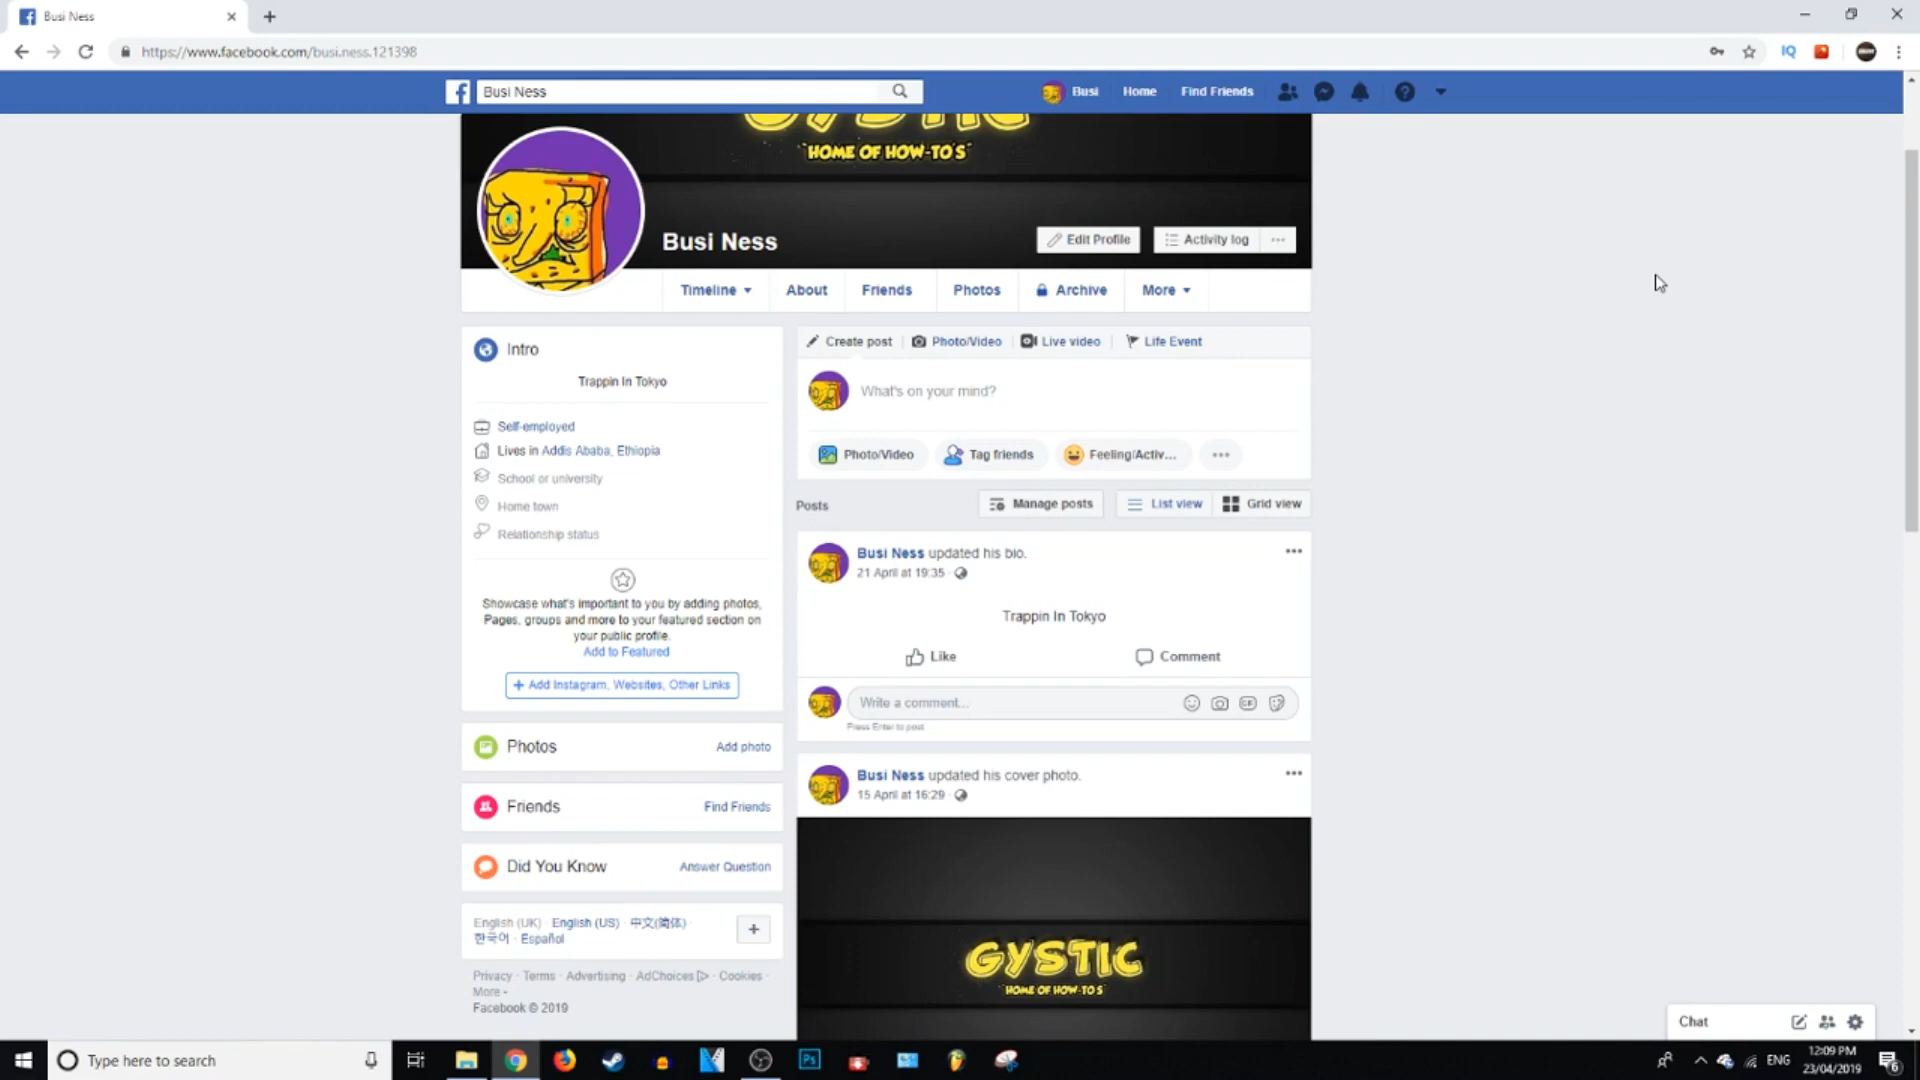 Busi Ness
https://www.facebook.com/busi.ness.121398
IQ
Busi Ness
Busi
Home
Find Friends
"HOME OF HOW-TO'S"
Busi Ness
Edit Profile
Activity log
Timeline
About
Friends
Photos
Archive
More
Intro
Trappin In Tokyo
Self-employed
Lives in Addis Ababa, Ethiopia
School or university
Home town
Relationship status
Showcase what's important to you by adding photos,
Pages, groups and more to your featured section on
your public profile.
Add to Featured
+ Add Instagram, Websites, Other Links
Photos
Add photo
Friends
Find Friends
Did You Know
Answer Question
English (UK) · English (US) · 中文(简体) ·
한국어 · Español
Privacy · Terms · Advertising · AdChoices · Cookies ·
More
Facebook © 2019
Create post
Photo/Video
Live video
Life Event
What's on your mind?
Photo/Video
Tag friends
Feeling/Activ...
Posts
Manage posts
List view
Grid view
Busi Ness updated his bio.
21 April at 19:35
Trappin In Tokyo
Like
Comment
Write a comment...
GIF
Press Enter to post.
Busi Ness updated his cover photo.
15 April at 16:29
GYSTIC
"HOME OF HOW-TO'S"
Chat
Type here to search
Ps
ENG
12:09 PM
23/04/2019
6